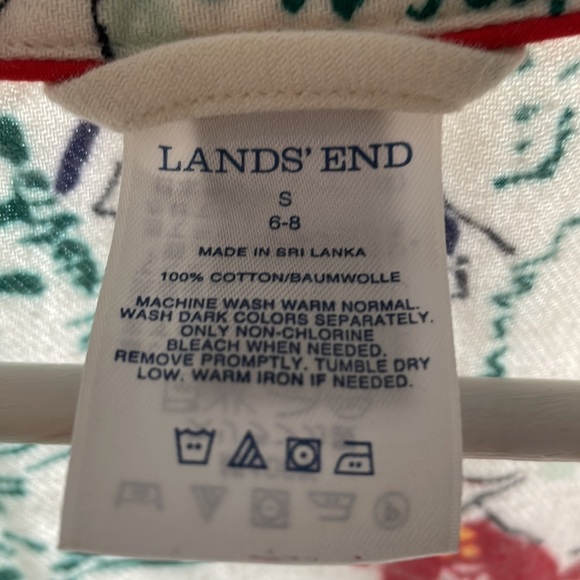 LANDS' END
S
6-8
MADE IN SRI LANKA
100% COTTON/BAUMWOLLE
MACHINE WASH WARM NORMAL.
WASH DARK COLORS SEPARATELY.
ONLY NON-CHLORINE
BLEACH WHEN NEEDED.
REMOVE PROMPTLY. TUMBLE DRY
LOW. WARM IRON IF NEEDED.